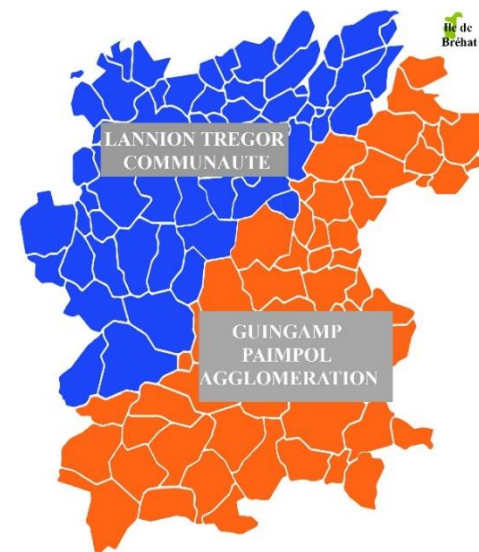 Ile de
Bréhat
LANNION TREGOR
COMMUNAUTE
GUINGAMP
PAIMPOL
AGGLOMERATION